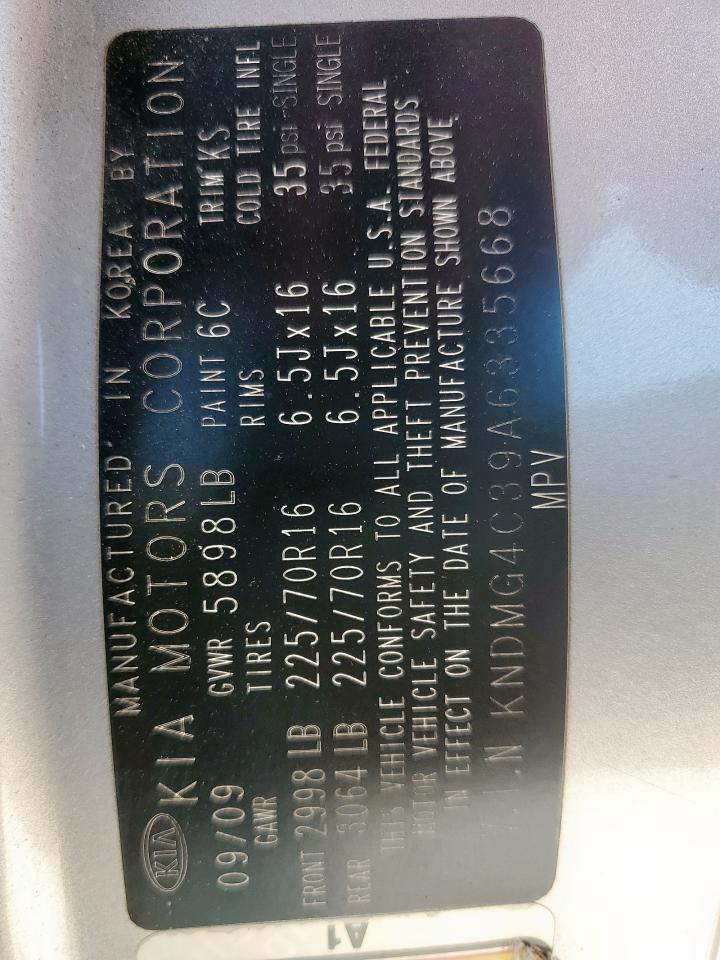 MANUFACTURED IN KOREA BY
KIA KIA MOTORS CORPORATION
09/09 GVWR 5898LB PAINT 6C TRIM KS
GAWR TIRES RIMS COLD TIRE INFL
FRONT 2998 LB 225/70R16 6.5Jx16 35 psi SINGLE
REAR 3064 LB 225/70R16 6.5Jx16 35 psi SINGLE
THIS VEHICLE CONFORMS TO ALL APPLICABLE U.S.A. FEDERAL
MOTOR VEHICLE SAFETY AND THEFT PREVENTION STANDARDS
IN EFFECT ON THE DATE OF MANUFACTURE SHOWN ABOVE.
KNDMG4C39A6335668
MPV
A1